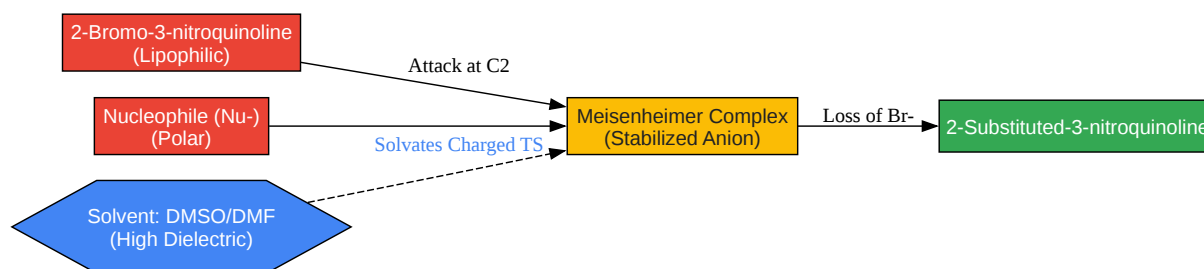 2-Bromo-3-nitroquinoline
(Lipophilic)
Attack at C2
Nucleophile (Nu-)
(Polar)
Solvates Charged TS
Solvent: DMSO/DMF
(High Dielectric)
Meisenheimer Complex
(Stabilized Anion)
Loss of Br-
2-Substituted-3-nitroquinoline